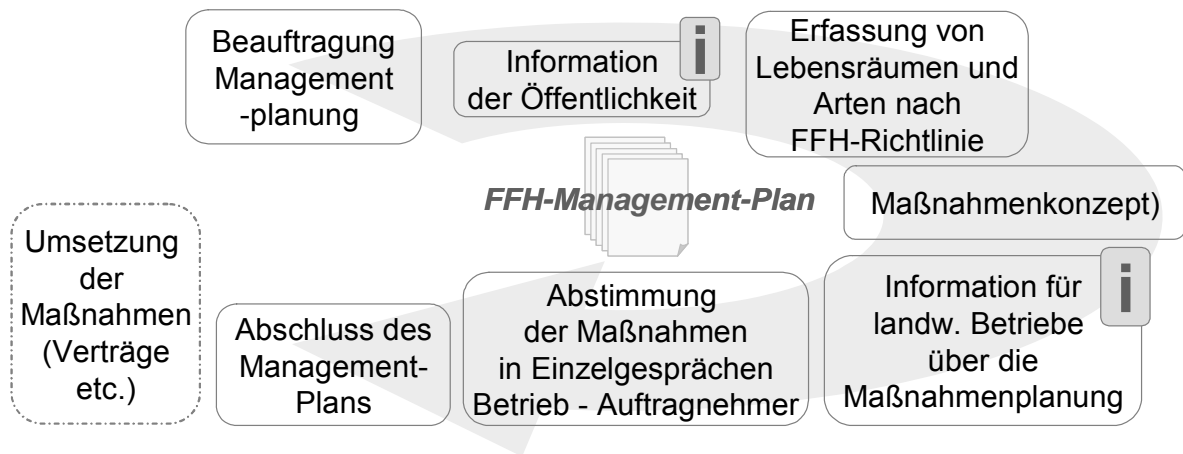 Beauftragung
Management
-planung
Information
der Öffentlichkeit
i
Erfassung von
Lebensräumen und
Arten nach
FFH-Richtlinie
FFH-Management-Plan
Maßnahmenkonzept)
Information für
landw. Betriebe
über die
Maßnahmenplanung
i
Abstimmung
der Maßnahmen
in Einzelgesprächen
Betrieb - Auftragnehmer
Abschluss des
Management-
Plans
Umsetzung
der
Maßnahmen
(Verträge
etc.)